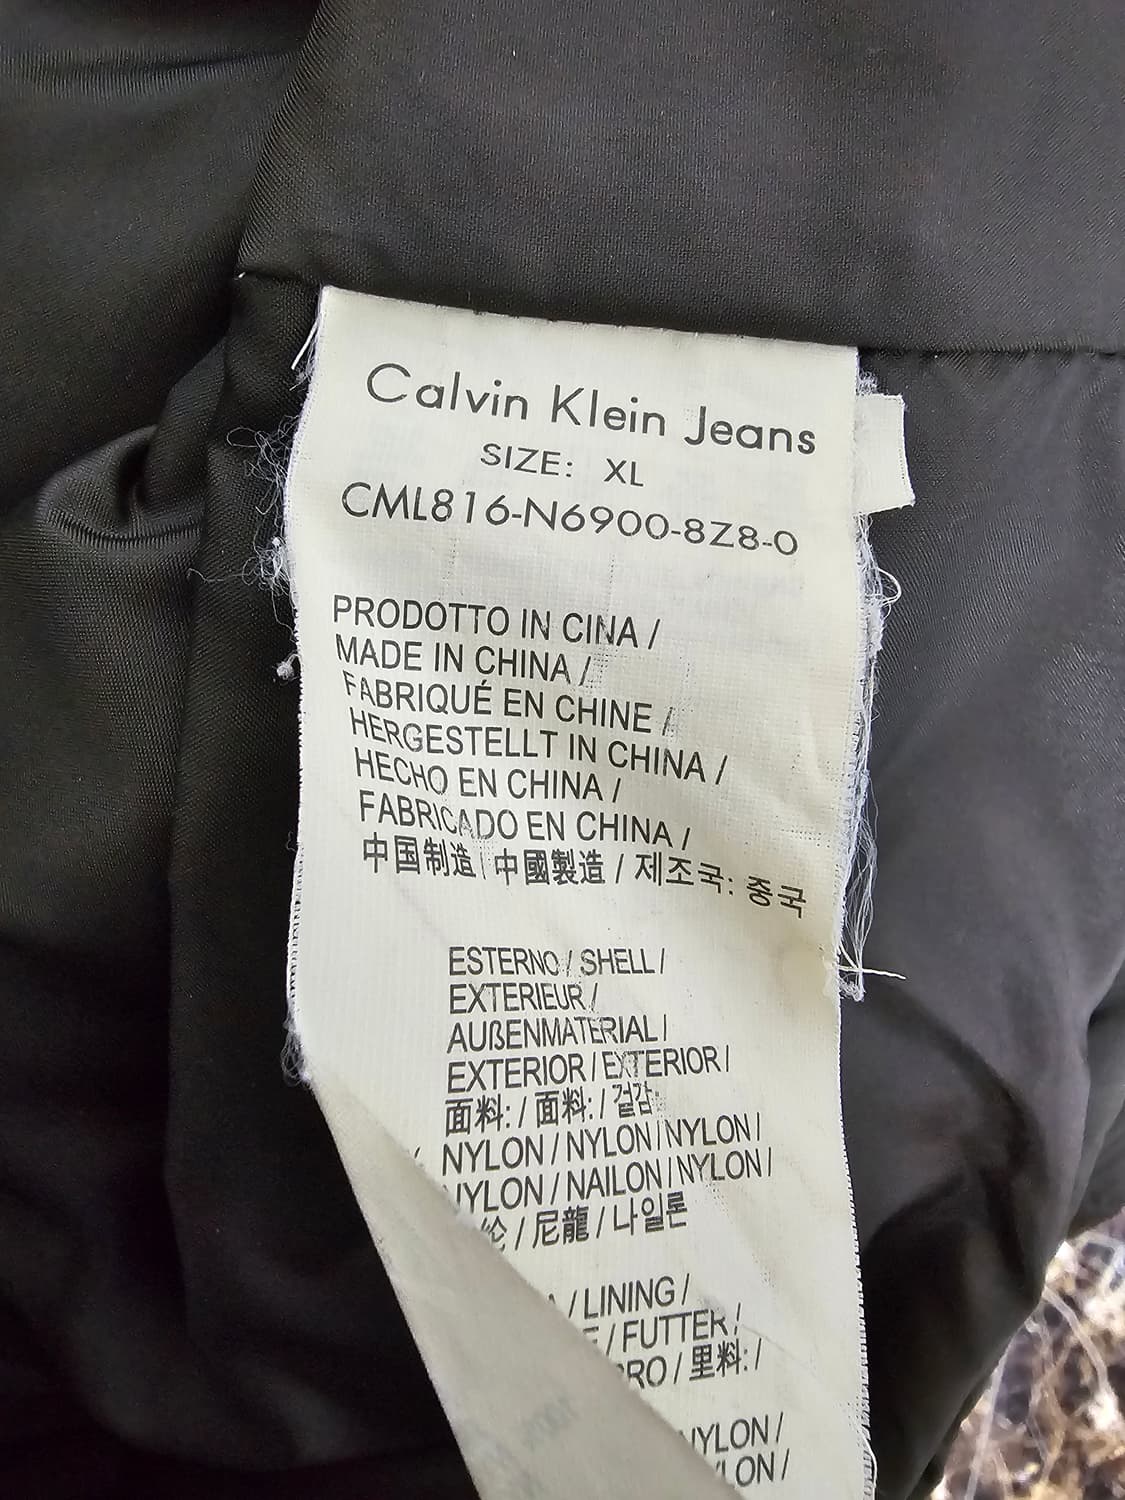 Calvin Klein Jeans
SIZE: XL
CML816-N6900-8Z8-0
PRODOTTO IN CINA /
MADE IN CHINA /
FABRIQUÉ EN CHINE /
HERGESTELLT IN CHINA /
HECHO EN CHINA /
FABRICADO EN CHINA /
中国制造/ 中國製造 / 제조국: 중국
ESTERNO / SHELL /
EXTERIEUR /
AUßENMATERIAL /
EXTERIOR / EXTERIOR /
面料: / 面料: / 겉감:
NYLON / NYLON / NYLON /
NYLON / NAILON / NYLON /
纶 / 尼龍 / 나일론
/ LINING /
/ FUTTER /
/ 里料: /
NYLON /